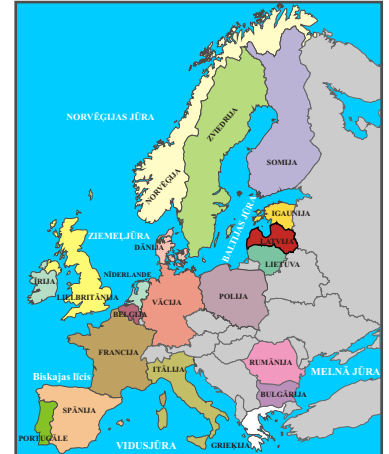 NORVĒĢIJAS JŪRA
ZVIEDRIJA
SOMIJA
NORVĒĢIJA
IGAUNIJA
ZIEMEĻJŪRA
BALTIJAS JŪRA
LATVIJA
DĀNIJA
LIETUVA
NĪDERLANDE
ĪRIJA
LIELBRITĀNIJA
VĀCIJA
POLIJA
BEĻĢIJA
FRANCIJA
RUMĀNIJA
ITĀLIJA
MELNĀ JŪRA
Biskajas līcis
BULGĀRIJA
SPĀNIJA
PORTUGĀLE
VIDUSJŪRA
GRIEĶIJA